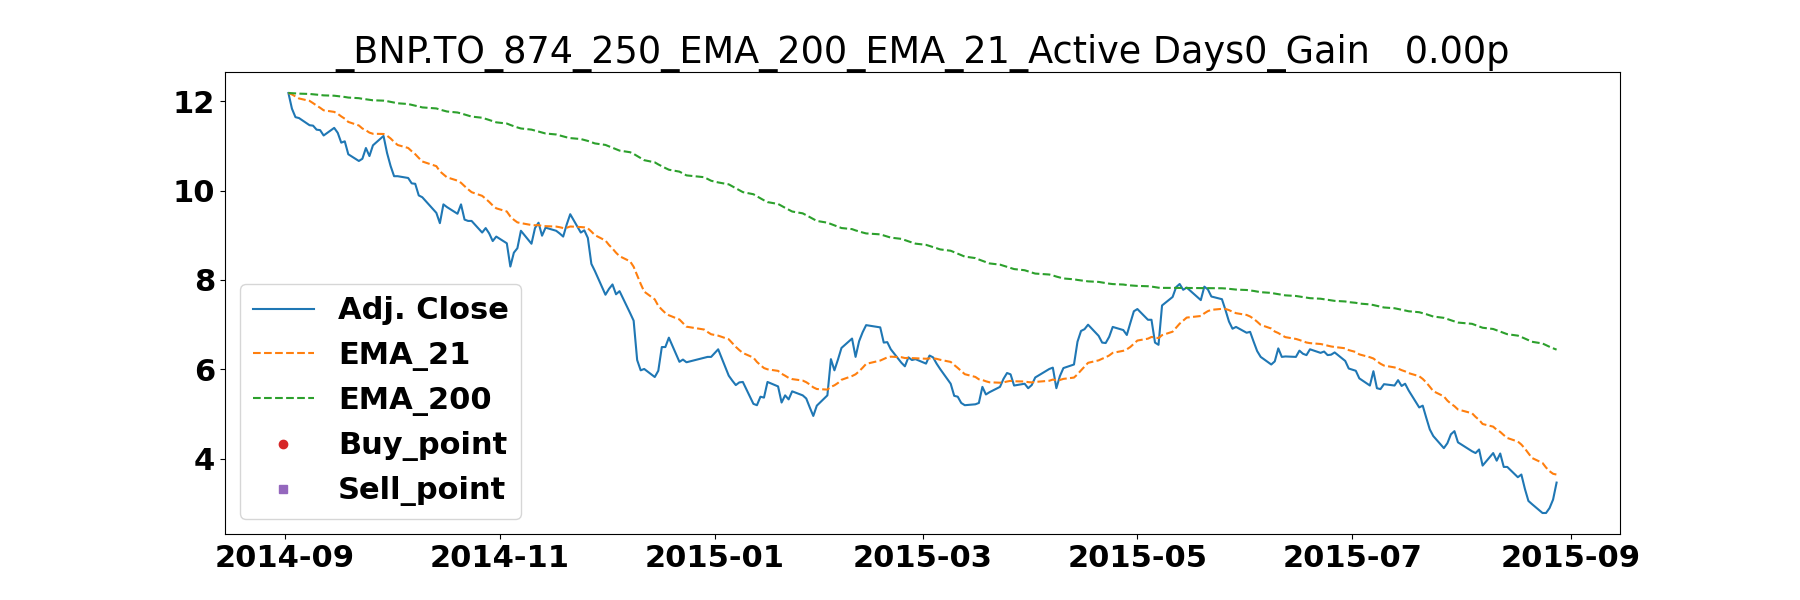 _BNP.TO_874_250_EMA_200_EMA_21_Active Days0_Gain   0.00p
12
10
8
6
4
Adj. Close
EMA_21
EMA_200
Buy_point
Sell_point
2014-09 2014-11 2015-01 2015-03 2015-05 2015-07 2015-09